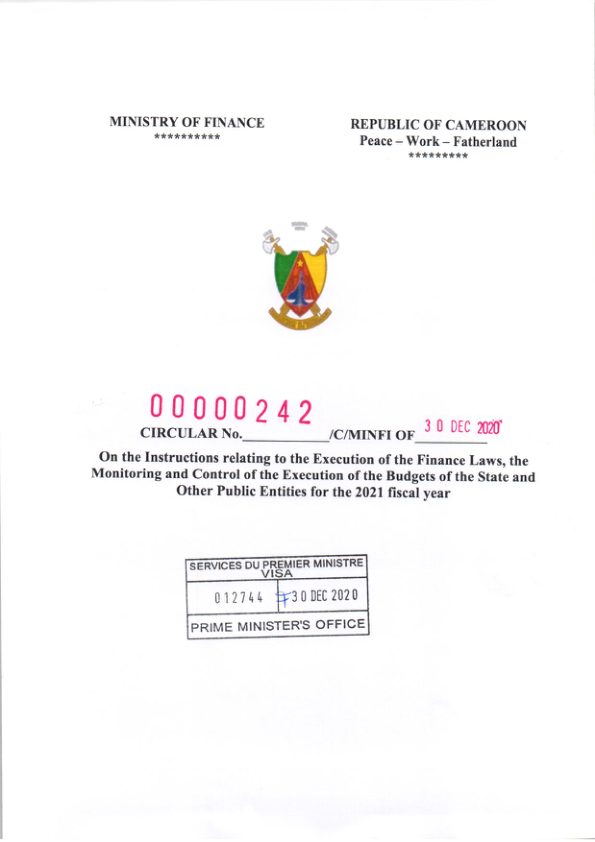 MINISTRY OF FINANCE
**********
REPUBLIC OF CAMEROON
Peace – Work – Fatherland
*********
00000242
CIRCULAR No.____________/C/MINFI OF__________
30 DEC 2020
On the Instructions relating to the Execution of the Finance Laws, the
Monitoring and Control of the Execution of the Budgets of the State and
Other Public Entities for the 2021 fiscal year
SERVICES DU PREMIER MINISTRE
VISA
012744
30 DEC 2020
PRIME MINISTER'S OFFICE